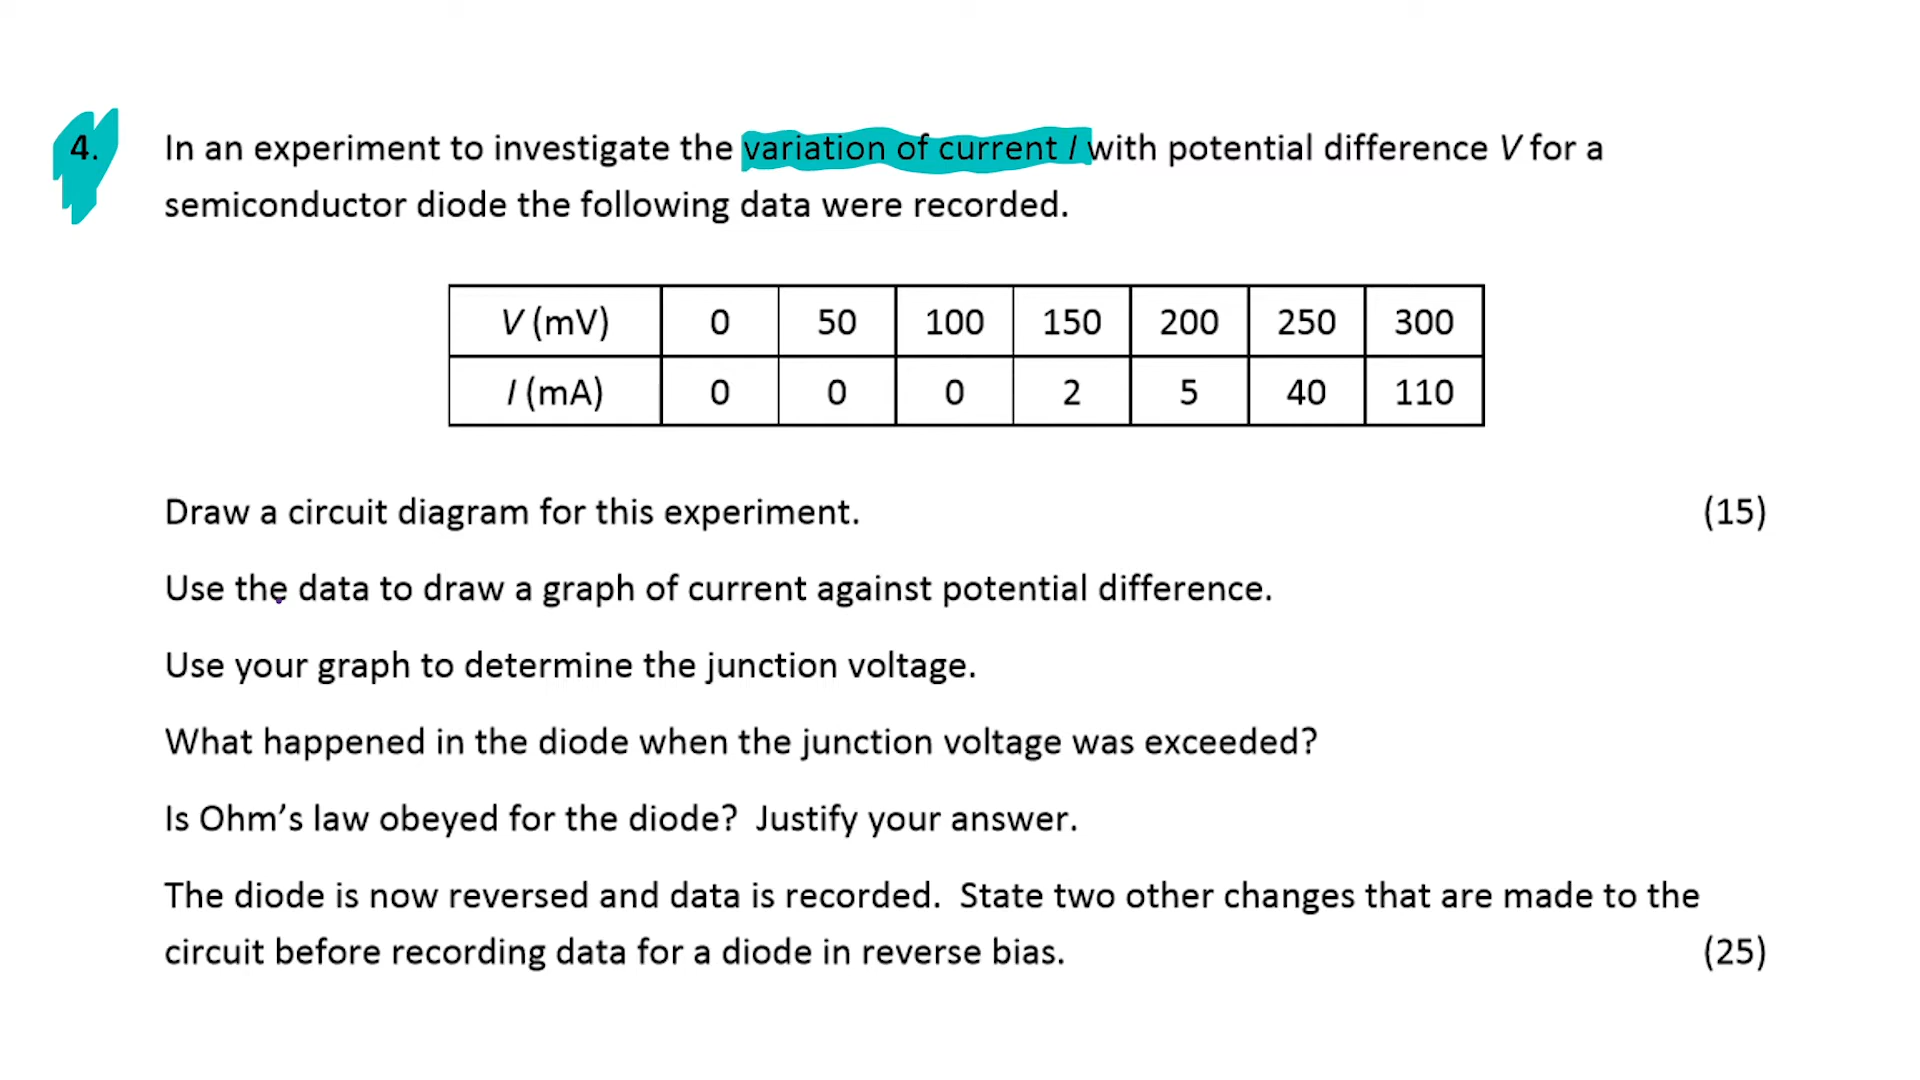 4. In an experiment to investigate the variation of current I with potential difference V for a
semiconductor diode the following data were recorded.
V (mV) 0 50 100 150 200 250 300
I (mA) 0 0 0 2 5 40 110
Draw a circuit diagram for this experiment. (15)
Use the data to draw a graph of current against potential difference.
Use your graph to determine the junction voltage.
What happened in the diode when the junction voltage was exceeded?
Is Ohm’s law obeyed for the diode? Justify your answer.
The diode is now reversed and data is recorded. State two other changes that are made to the
circuit before recording data for a diode in reverse bias. (25)